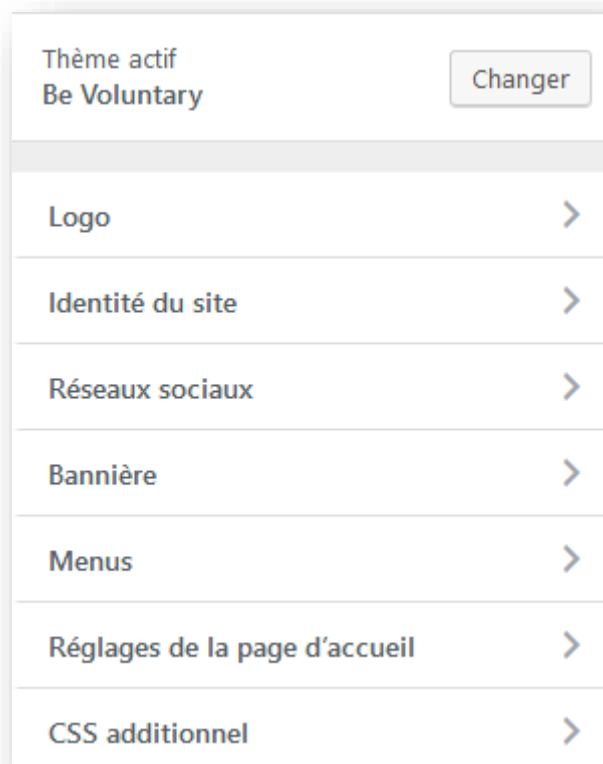 Thème actif
Be Voluntary
Changer
Logo
Identité du site
Réseaux sociaux
Bannière
Menus
Réglages de la page d’accueil
CSS additionnel